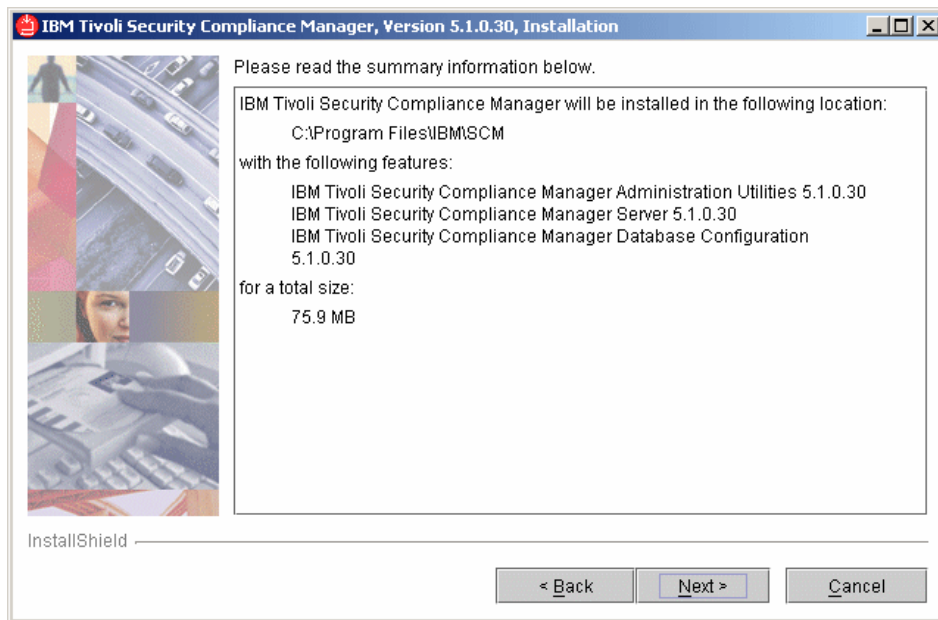 IBM Tivoli Security Compliance Manager, Version 5.1.0.30, Installation
Please read the summary information below.
IBM Tivoli Security Compliance Manager will be installed in the following location:
C:\Program Files\IBM\SCM
with the following features:
IBM Tivoli Security Compliance Manager Administration Utilities 5.1.0.30
IBM Tivoli Security Compliance Manager Server 5.1.0.30
IBM Tivoli Security Compliance Manager Database Configuration
5.1.0.30
for a total size:
75.9 MB
InstallShield
< Back
Next >
Cancel